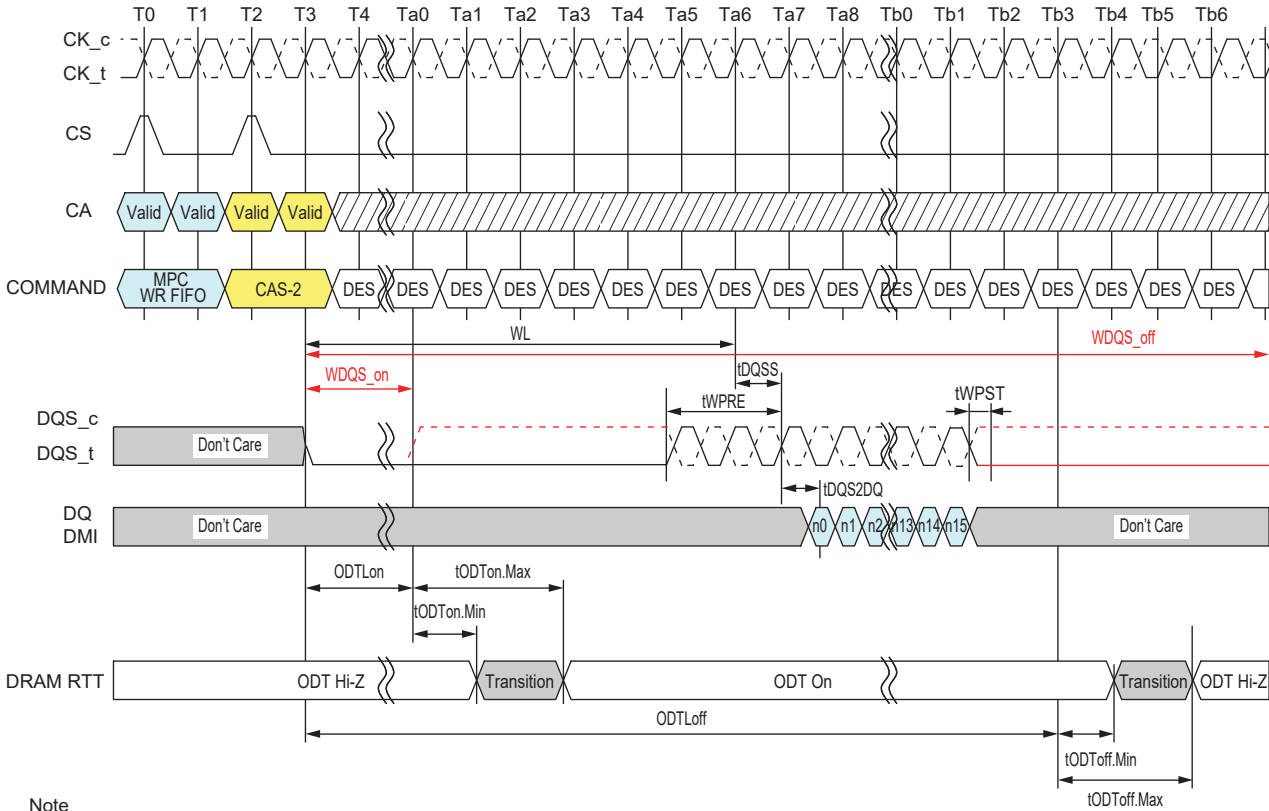 T0 T1 T2 T3 T4 Ta0 Ta1 Ta2 Ta3 Ta4 Ta5 Ta6 Ta7 Ta8 Tb0 Tb1 Tb2 Tb3 Tb4 Tb5 Tb6
CK_c
CK_t
CS
CA Valid Valid Valid Valid
COMMAND MPC WR FIFO CAS-2 DES DES DES DES DES DES DES DES DES DES DES DES DES DES DES DES DES
WL
WDQS_off
WDQS_on
tDQSS
tWPRE
tWPST
DQS_c
DQS_t
Don't Care
tDQS2DQ
DQ
DMI
Don't Care n0 n1 n2 n13 n14 n15 Don't Care
ODTLon tODTon.Max
tODTon.Min
DRAM RTT ODT Hi-Z Transition ODT On Transition ODT Hi-Z
ODTLoff
tODToff.Min
tODToff.Max
Note